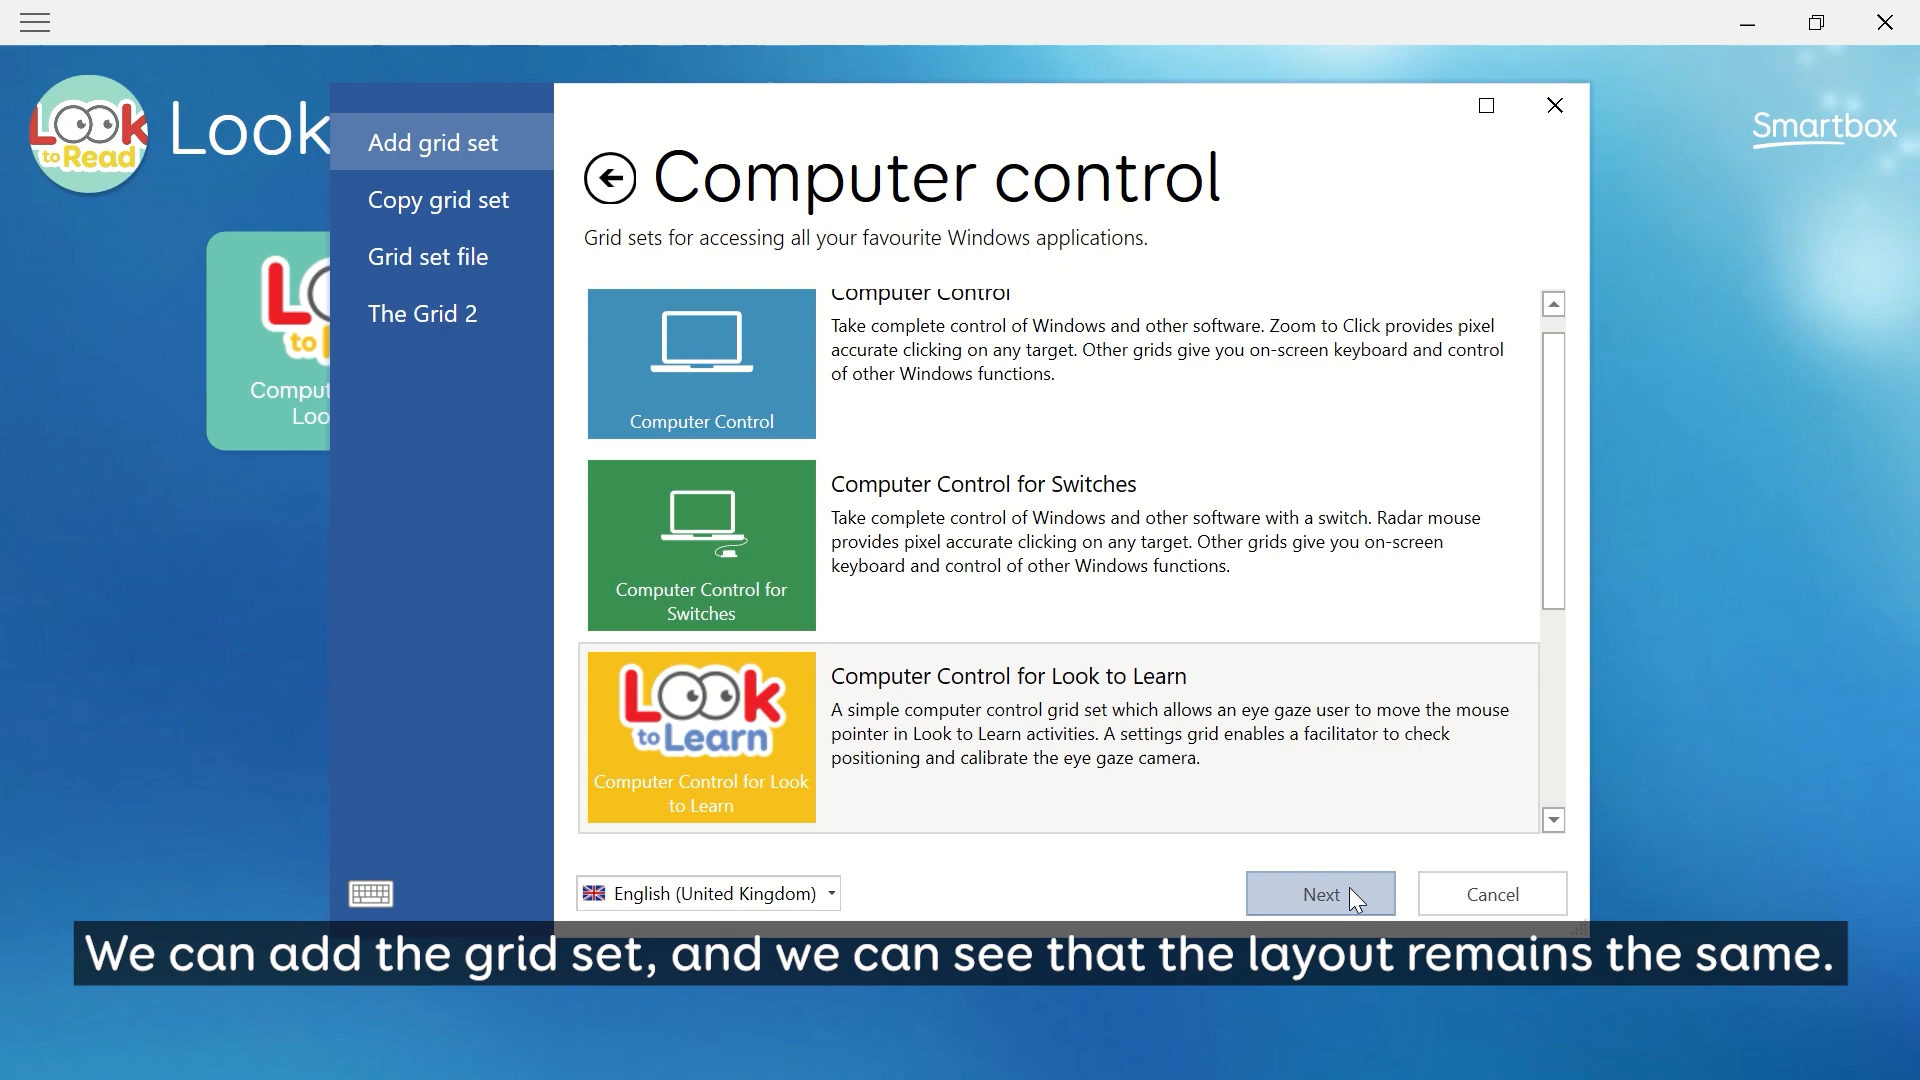 LOOK
to Read
Look
Smartbox
Add grid set
Copy grid set
Grid set file
The Grid 2
Computer control
Grid sets for accessing all your favourite Windows applications.
Computer Control
Take complete control of Windows and other software. Zoom to Click provides pixel
accurate clicking on any target. Other grids give you on-screen keyboard and control
of other Windows functions.
Computer Control
Computer Control for Switches
Take complete control of Windows and other software with a switch. Radar mouse
provides pixel accurate clicking on any target. Other grids give you on-screen
keyboard and control of other Windows functions.
Computer Control for
Switches
LOOK
to Learn
Computer Control for Look
to Learn
Computer Control for Look to Learn
A simple computer control grid set which allows an eye gaze user to move the mouse
pointer in Look to Learn activities. A settings grid enables a facilitator to check
positioning and calibrate the eye gaze camera.
LO
to
Comput
Loo
English (United Kingdom)
Next
Cancel
We can add the grid set, and we can see that the layout remains the same.